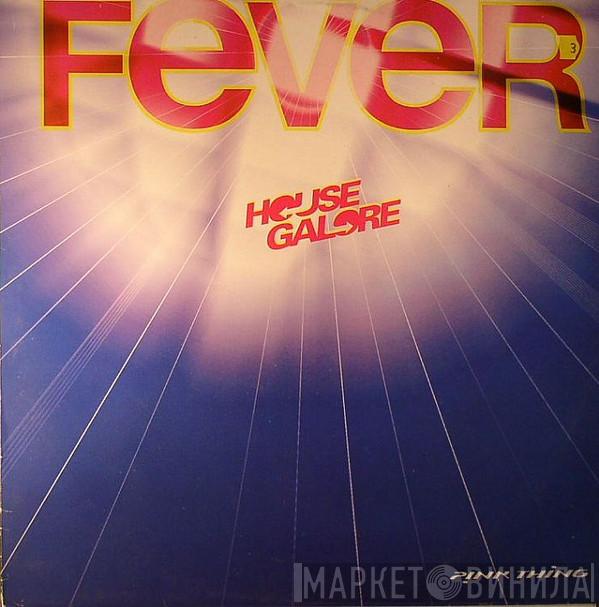 FeveR
3
HOUSE
GALORE
PINK THING
МАРКЕТ ВИНИЛА